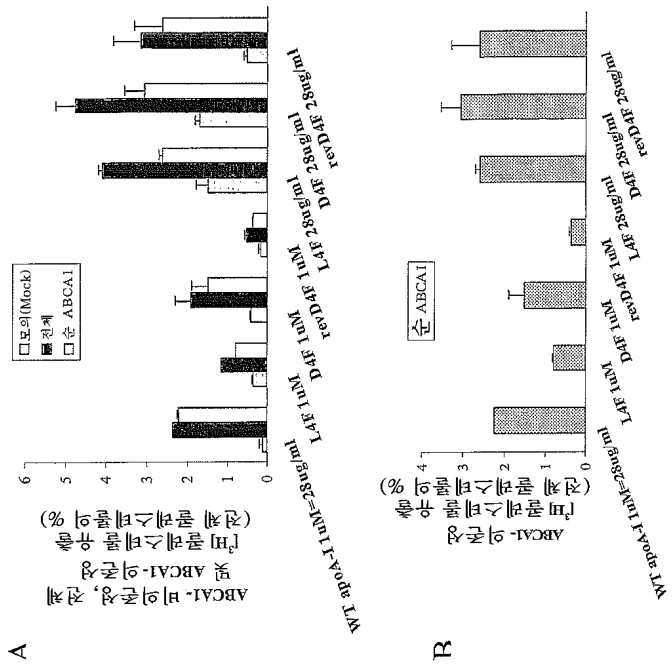 A
ABCA1- 비 의존성, 전체
및 ABCA1-의존성
[³H] 콜레스테롤 유출
(전체 콜레스테롤의 %)
6
5
4
3
2
1
0
모의(Mock)
전체
순 ABCA1
WT apoA-I 1uM=28ug/ml
L4F 1uM
D4F 1uM
revD4F 1uM
L4F 28ug/ml
D4F 28ug/ml
revD4F 28ug/ml
B
ABCA1- 의존성
[³H] 콜레스테롤 유출
(전체 콜레스테롤의 %)
4
3
2
1
0
순 ABCA1
WT apoA-I 1uM=28ug/ml
L4F 1uM
D4F 1uM
revD4F 1uM
L4F 28ug/ml
D4F 28ug/ml
revD4F 28ug/ml